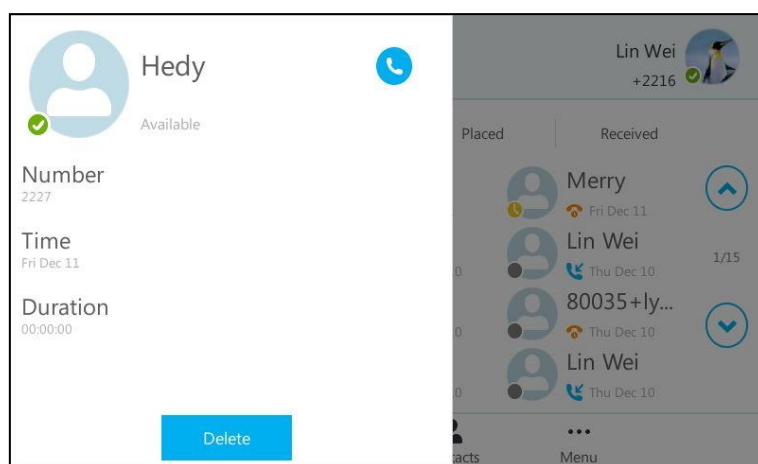 Hedy
Available
Number
2227
Time
Fri Dec 11
Duration
00:00:00
Delete
Lin Wei
+2216
Placed
Received
Merry
Fri Dec 11
Lin Wei
Thu Dec 10
1/15
80035+ly...
Thu Dec 10
Lin Wei
Thu Dec 10
Menu